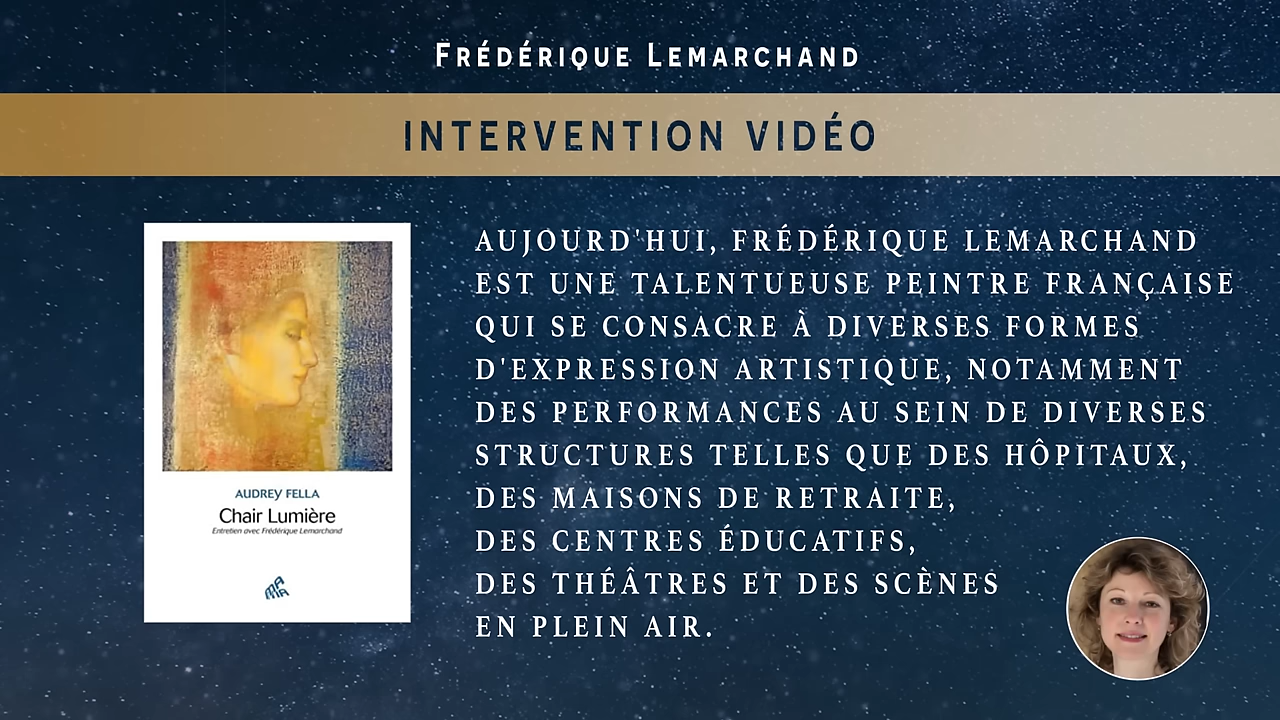 Frédérique Lemarchand
INTERVENTION VIDÉO
AUJOURD'HUI, FRÉDÉRIQUE LEMARCHAND
EST UNE TALENTUEUSE PEINTRE FRANÇAISE
QUI SE CONSACRE À DIVERSES FORMES
D'EXPRESSION ARTISTIQUE, NOTAMMENT
DES PERFORMANCES AU SEIN DE DIVERSES
STRUCTURES TELLES QUE DES HÔPITAUX,
DES MAISONS DE RETRAITE,
DES CENTRES ÉDUCATIFS,
DES THÉÂTRES ET DES SCÈNES
EN PLEIN AIR.
AUDREY FELLA
Chair Lumière
Entretien avec Frédérique Lemarchand